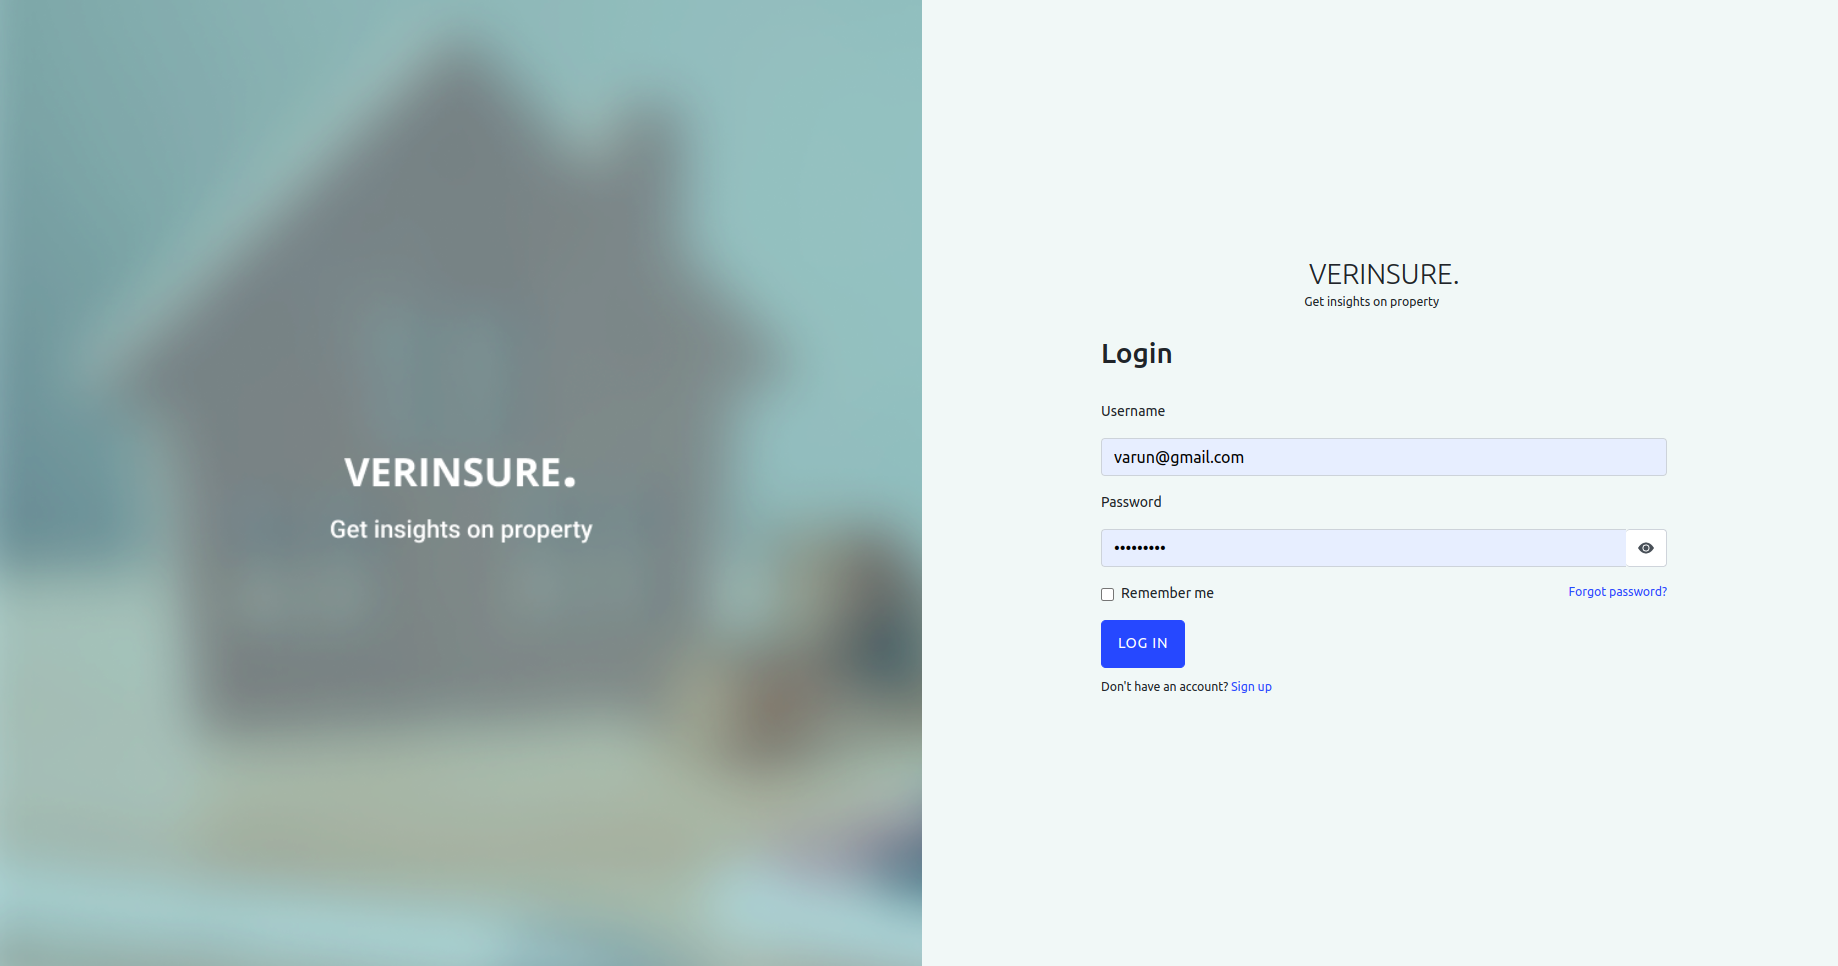 VERINSURE.
Get insights on property
VERINSURE.
Get insights on property
Login
Username
varun@gmail.com
Password
•••••••••
Remember me
Forgot password?
LOG IN
Don't have an account? Sign up